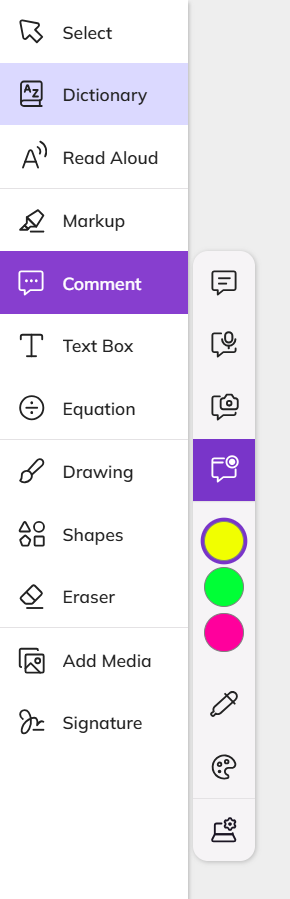 Select
Dictionary
Read Aloud
Markup
Comment
Text Box
Equation
Drawing
Shapes
Eraser
Add Media
Signature